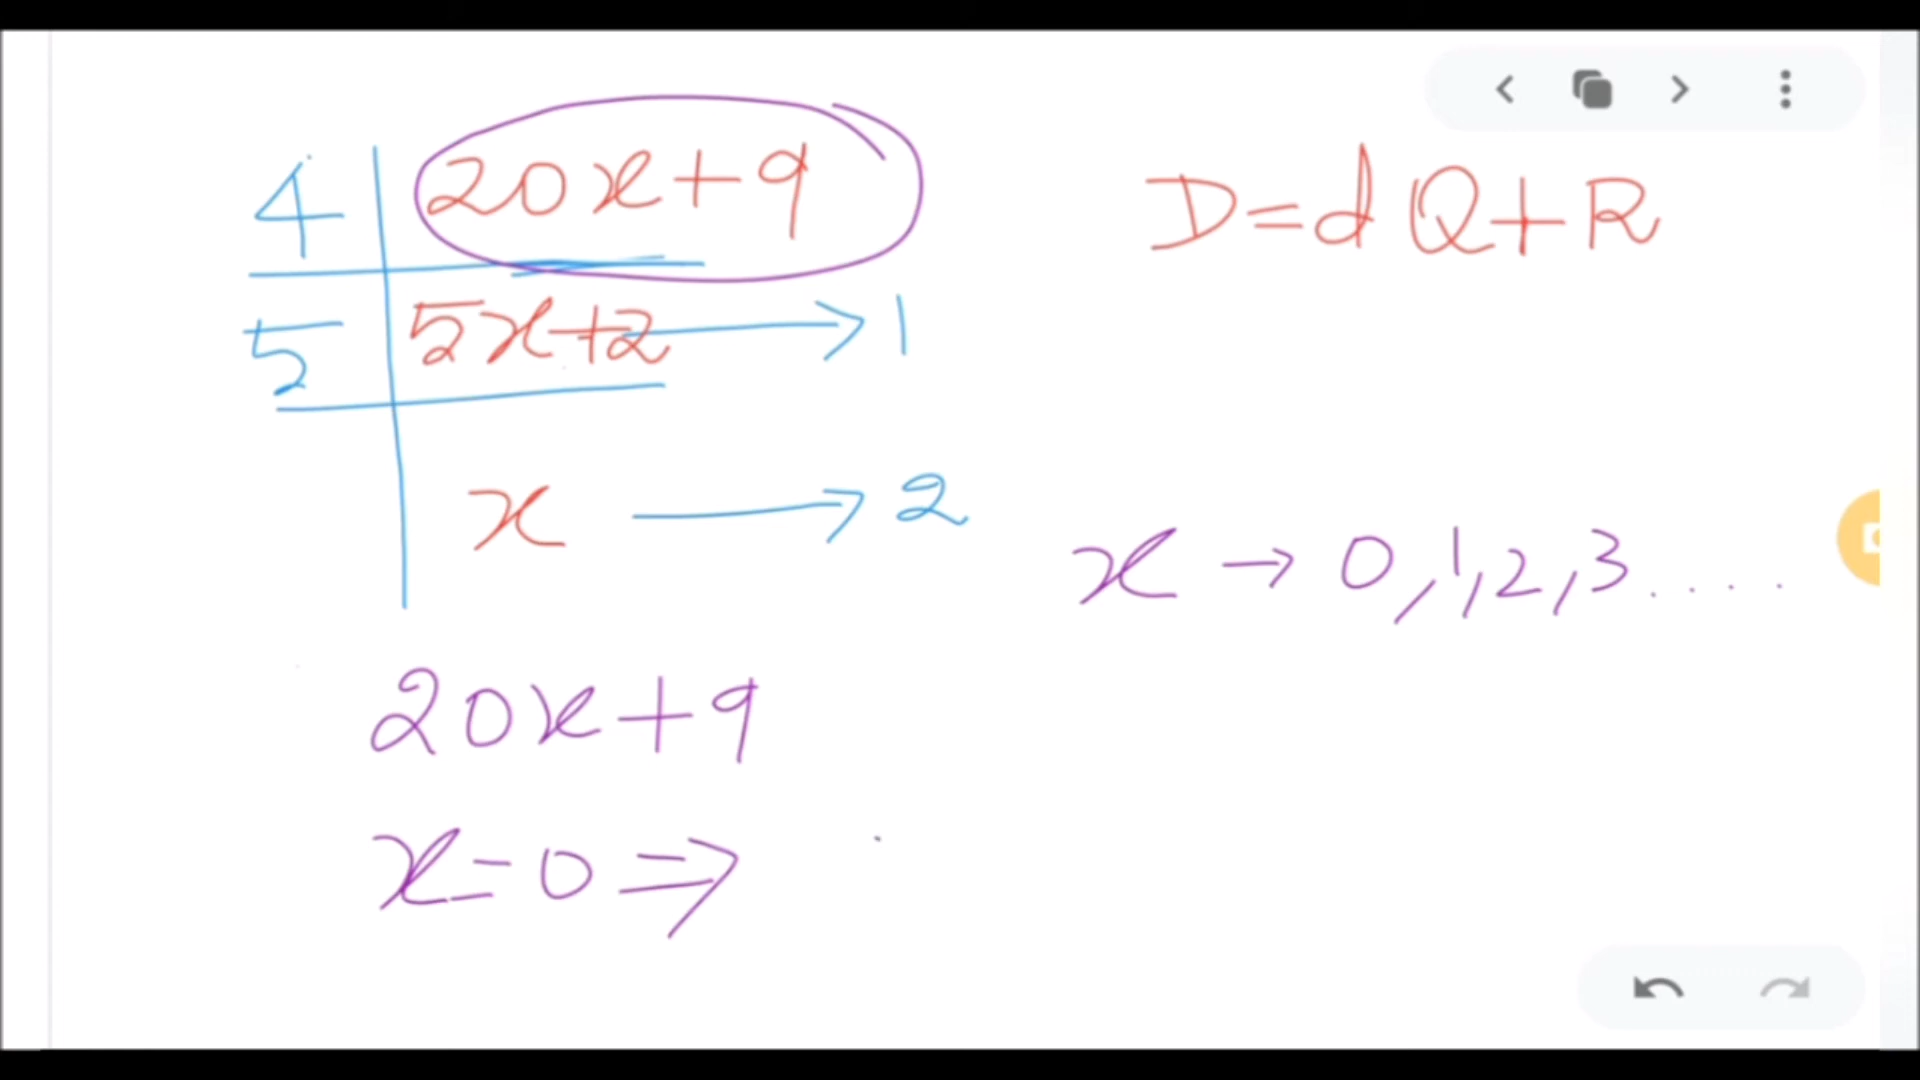 4 20x+9
D=dQ+R
5 5x+2 → 1
x → 2
x → 0,1,2,3....
20x+9
x=0 ⇒